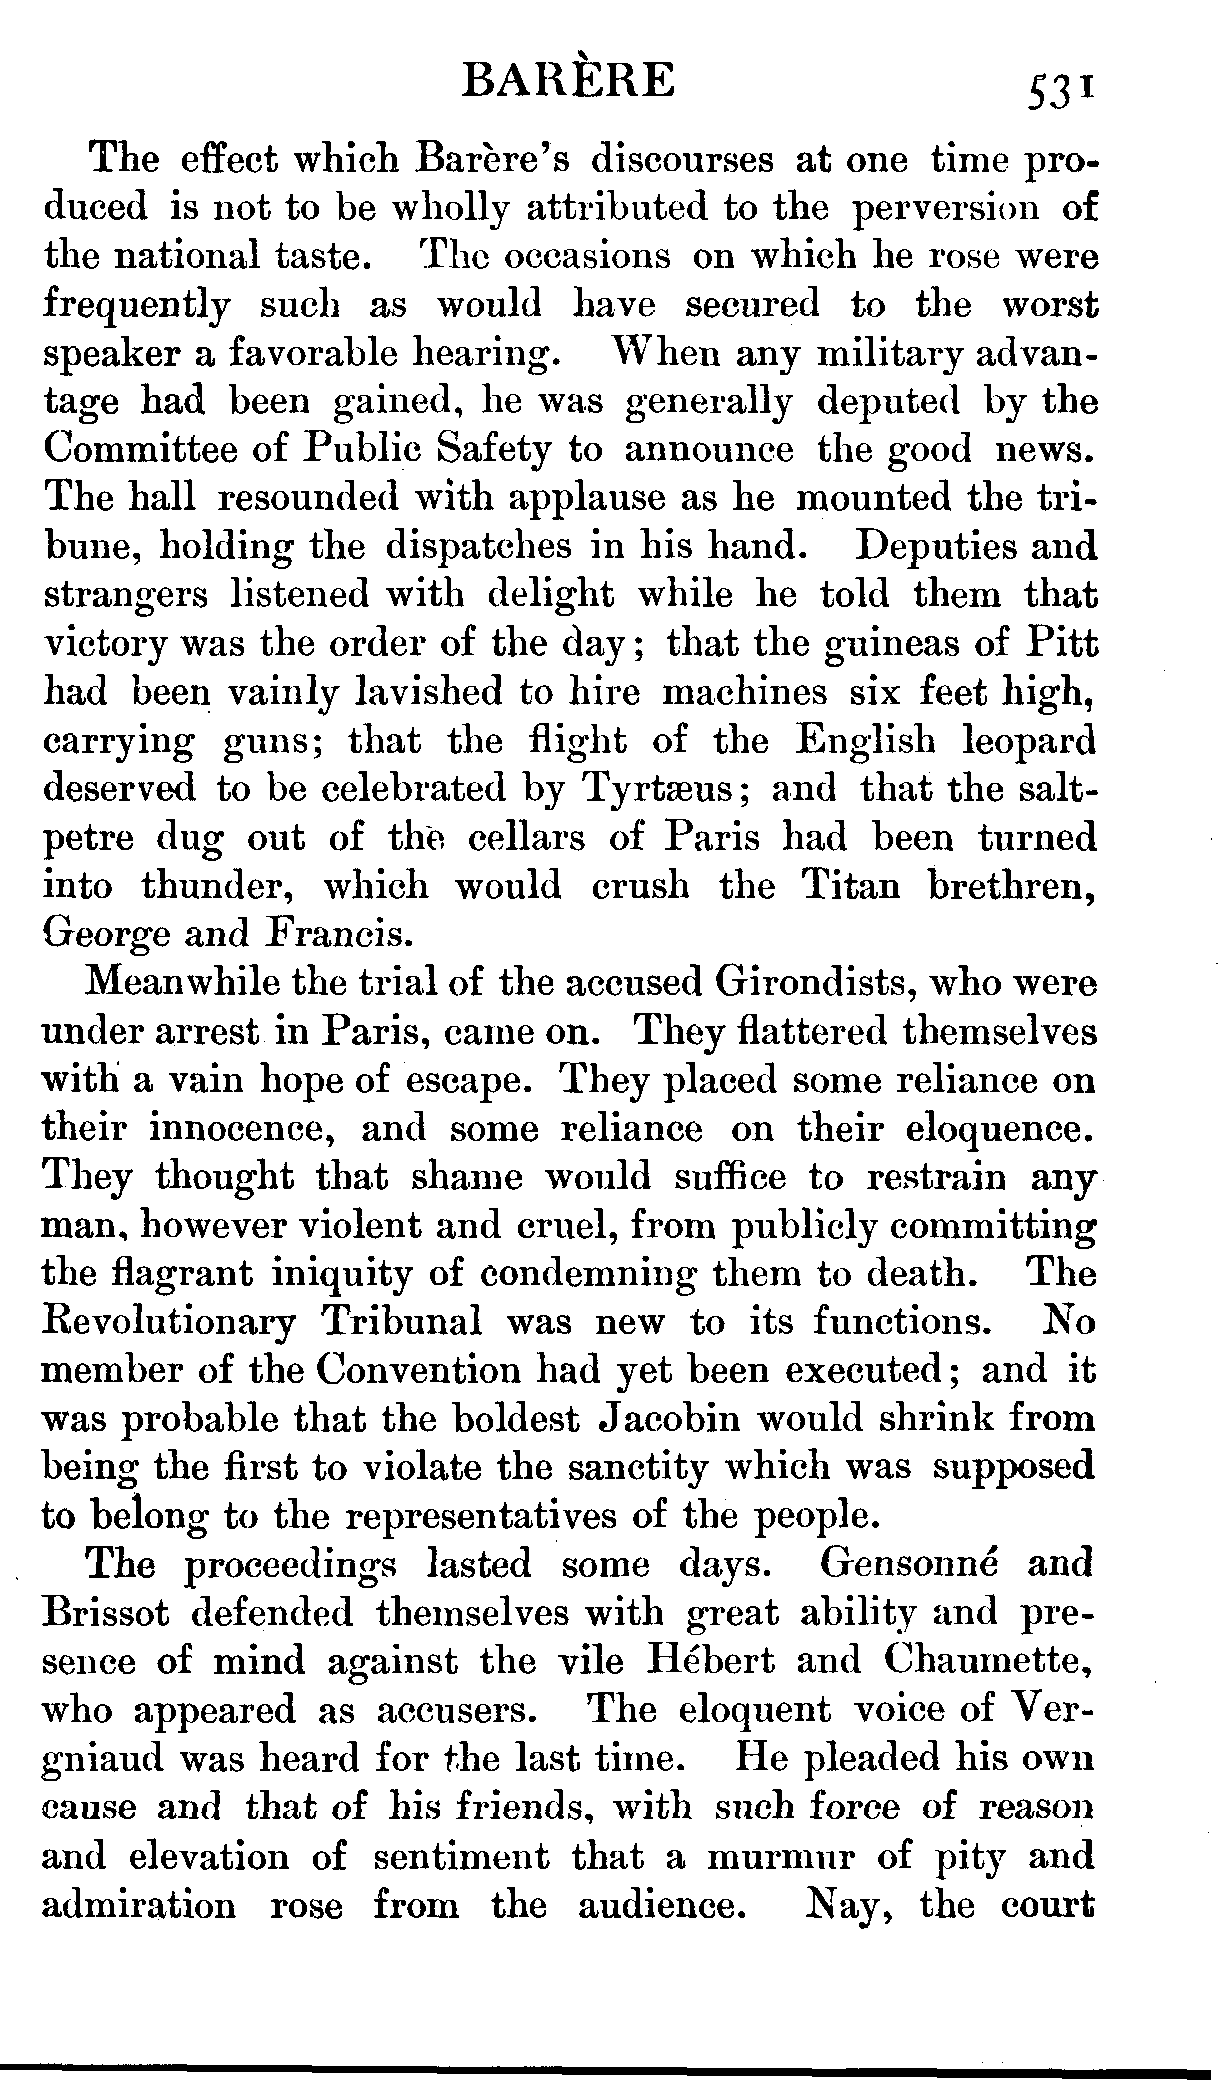 BARÈRE 531
The effect which Barère's discourses at one time pro-
duced is not to be wholly attributed to the perversion of
the national taste. The occasions on which he rose were
frequently such as would have secured to the worst
speaker a favorable hearing. When any military advan-
tage had been gained, he was generally deputed by the
Committee of Public Safety to announce the good news.
The hall resounded with applause as he mounted the tri-
bune, holding the dispatches in his hand. Deputies and
strangers listened with delight while he told them that
victory was the order of the day; that the guineas of Pitt
had been vainly lavished to hire machines six feet high,
carrying guns; that the flight of the English leopard
deserved to be celebrated by Tyrtæus; and that the salt-
petre dug out of the cellars of Paris had been turned
into thunder, which would crush the Titan brethren,
George and Francis.
Meanwhile the trial of the accused Girondists, who were
under arrest in Paris, came on. They flattered themselves
with a vain hope of escape. They placed some reliance on
their innocence, and some reliance on their eloquence.
They thought that shame would suffice to restrain any
man, however violent and cruel, from publicly committing
the flagrant iniquity of condemning them to death. The
Revolutionary Tribunal was new to its functions. No
member of the Convention had yet been executed; and it
was probable that the boldest Jacobin would shrink from
being the first to violate the sanctity which was supposed
to belong to the representatives of the people.
The proceedings lasted some days. Gensonné and
Brissot defended themselves with great ability and pre-
sence of mind against the vile Hébert and Chaumette,
who appeared as accusers. The eloquent voice of Ver-
gniaud was heard for the last time. He pleaded his own
cause and that of his friends, with such force of reason
and elevation of sentiment that a murmur of pity and
admiration rose from the audience. Nay, the court